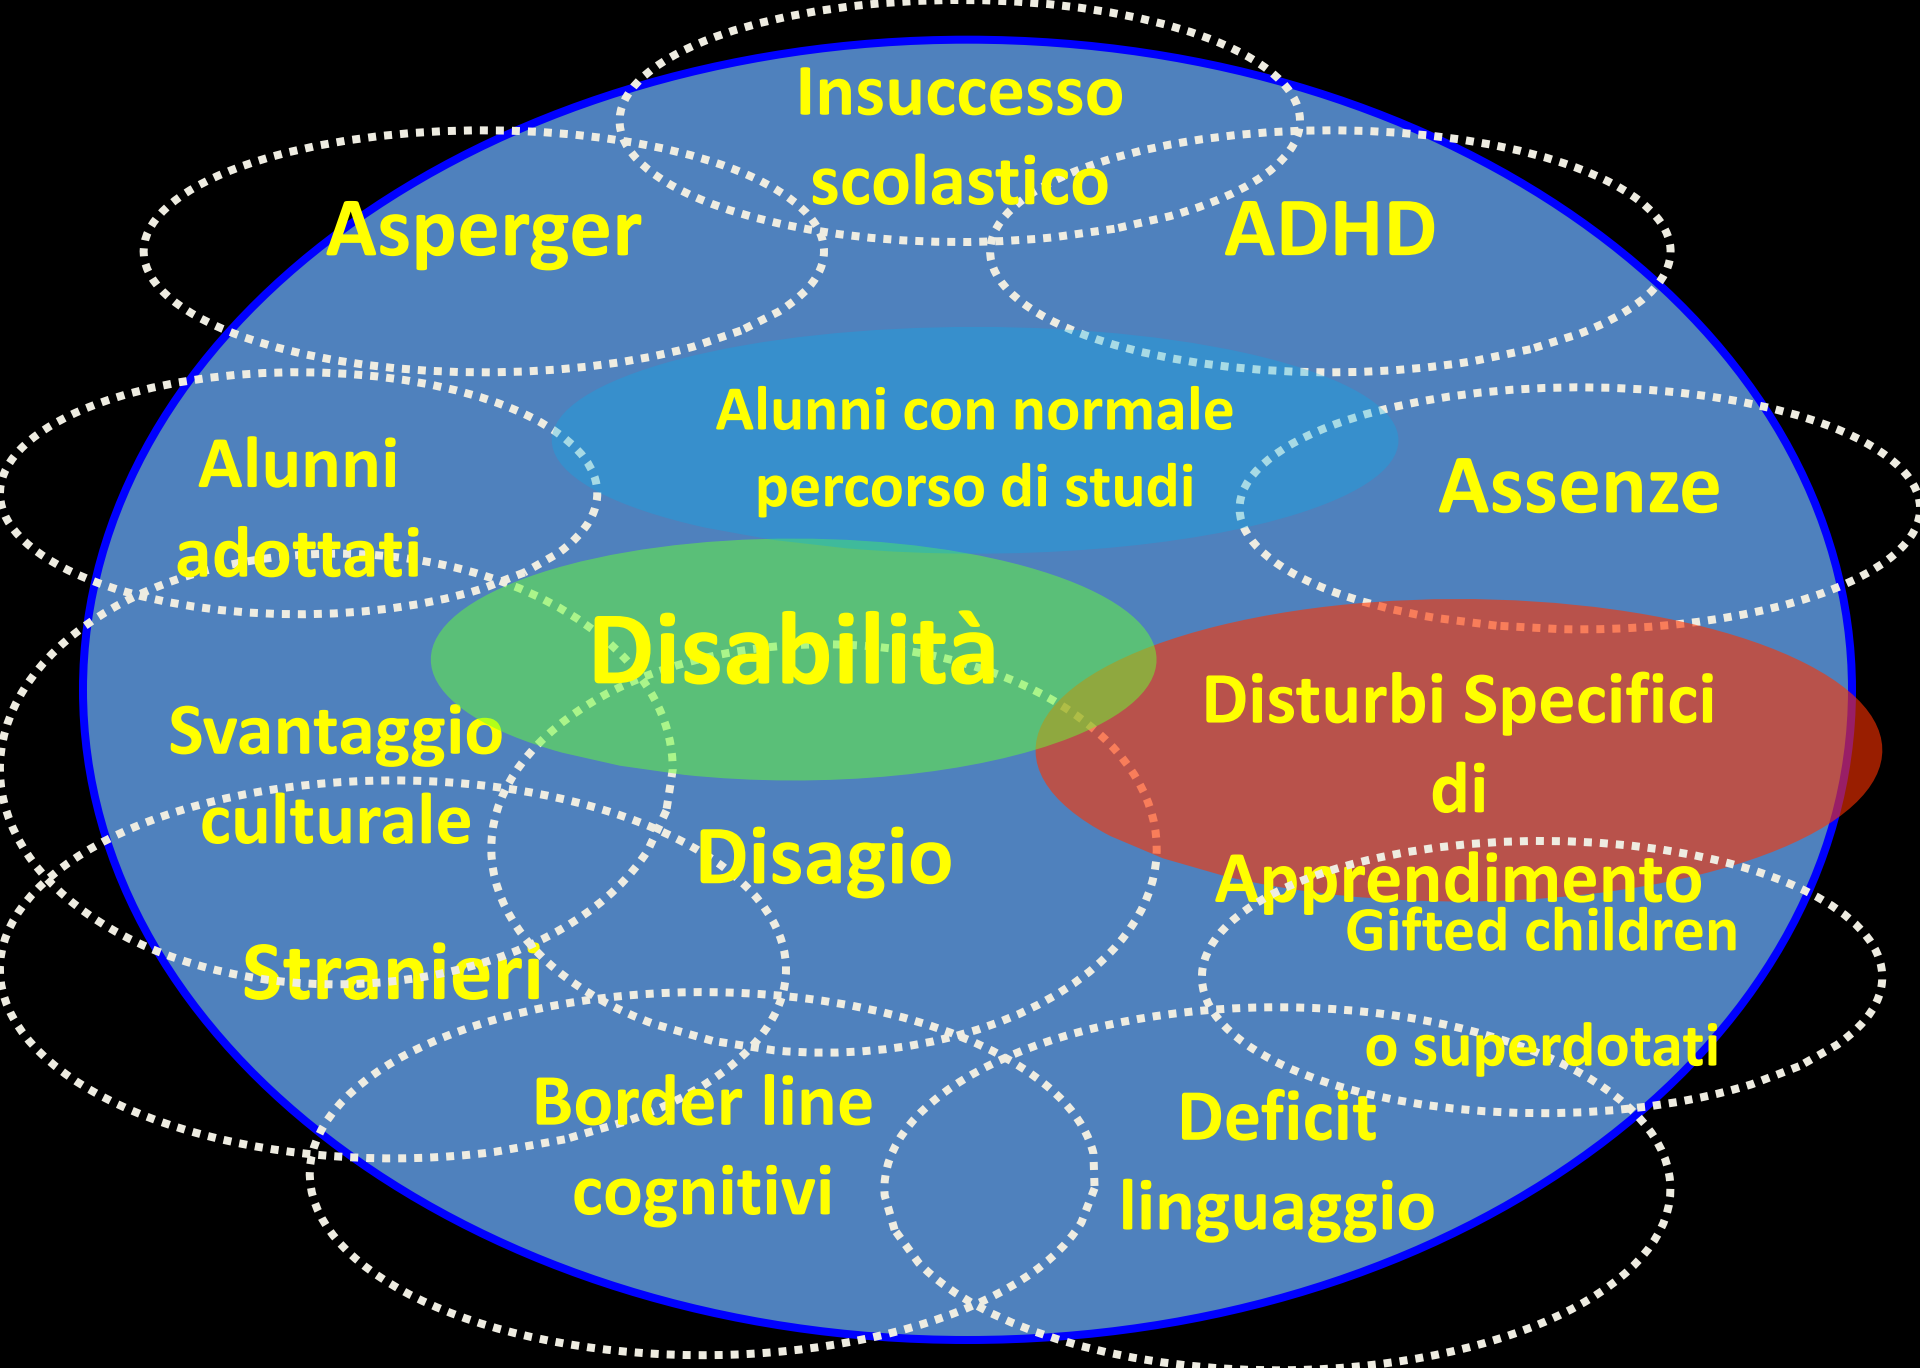 Insuccesso
scolastico
Asperger
ADHD
Alunni con normale
percorso di studi
Alunni
adottati
Assenze
Disabilità
Disturbi Specifici
di
Apprendimento
Svantaggio
culturale
Disagio
Gifted children
o superdotati
Stranieri
Border line
cognitivi
Deficit
linguaggio